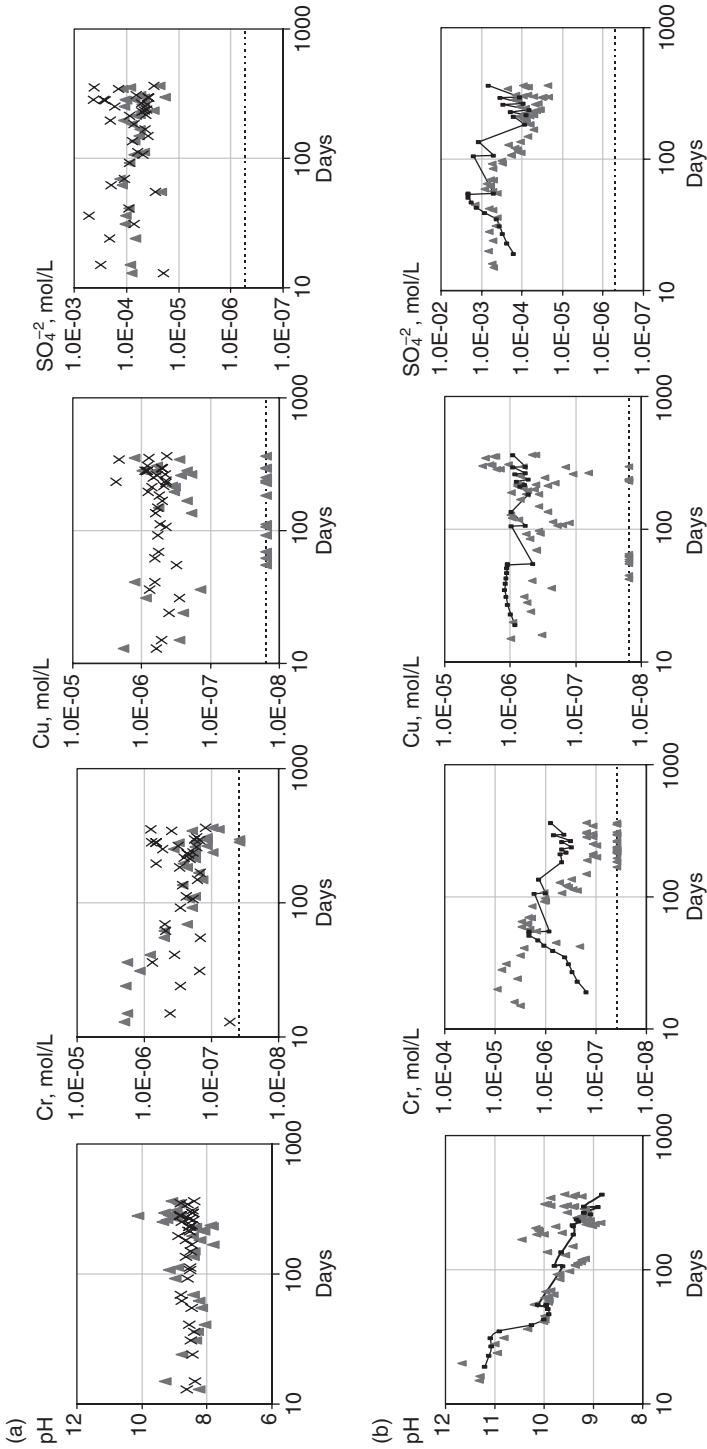 (a)
pH
12
10
8
6
10
100
1000
Days
Cr, mol/L
1.0E-05
1.0E-06
1.0E-07
1.0E-08
10
100
1000
Days
Cu, mol/L
1.0E-05
1.0E-06
1.0E-07
1.0E-08
10
100
1000
Days
SO₄⁻², mol/L
1.0E-03
1.0E-04
1.0E-05
1.0E-06
1.0E-07
10
100
1000
Days
(b)
pH
12
11
10
9
8
10
100
1000
Days
Cr, mol/L
1.0E-04
1.0E-05
1.0E-06
1.0E-07
1.0E-08
10
100
1000
Days
Cu, mol/L
1.0E-05
1.0E-06
1.0E-07
1.0E-08
10
100
1000
Days
SO₄⁻², mol/L
1.0E-02
1.0E-03
1.0E-04
1.0E-05
1.0E-06
1.0E-07
10
100
1000
Days